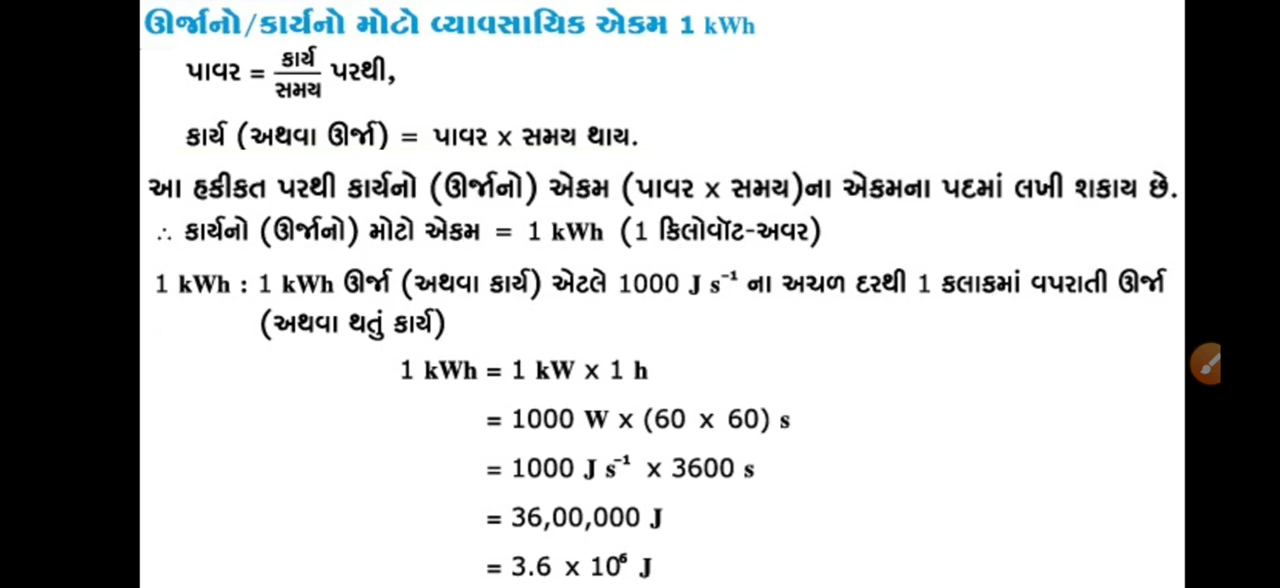 ઊર્જાનો/કાર્યનો મોટો વ્યાવસાયિક એકમ 1 kWh
પાવર = કાર્ય/સમય પરથી,
કાર્ય (અથવા ઊર્જા) = પાવર x સમય થાય.
આ હકીકત પરથી કાર્યનો (ઊર્જાનો) એકમ (પાવર x સમય)ના એકમના પદમાં લખી શકાય છે.
∴ કાર્યનો (ઊર્જાનો) મોટો એકમ = 1 kWh (1 કિલોવૉટ-અવર)
1 kWh : 1 kWh ઊર્જા (અથવા કાર્ય) એટલે 1000 J s⁻¹ ના અચળ દરથી 1 કલાકમાં વપરાતી ઊર્જા
(અથવા થતું કાર્ય)
1 kWh = 1 kW x 1 h
= 1000 W x (60 x 60) s
= 1000 J s⁻¹ x 3600 s
= 36,00,000 J
= 3.6 x 10⁶ J